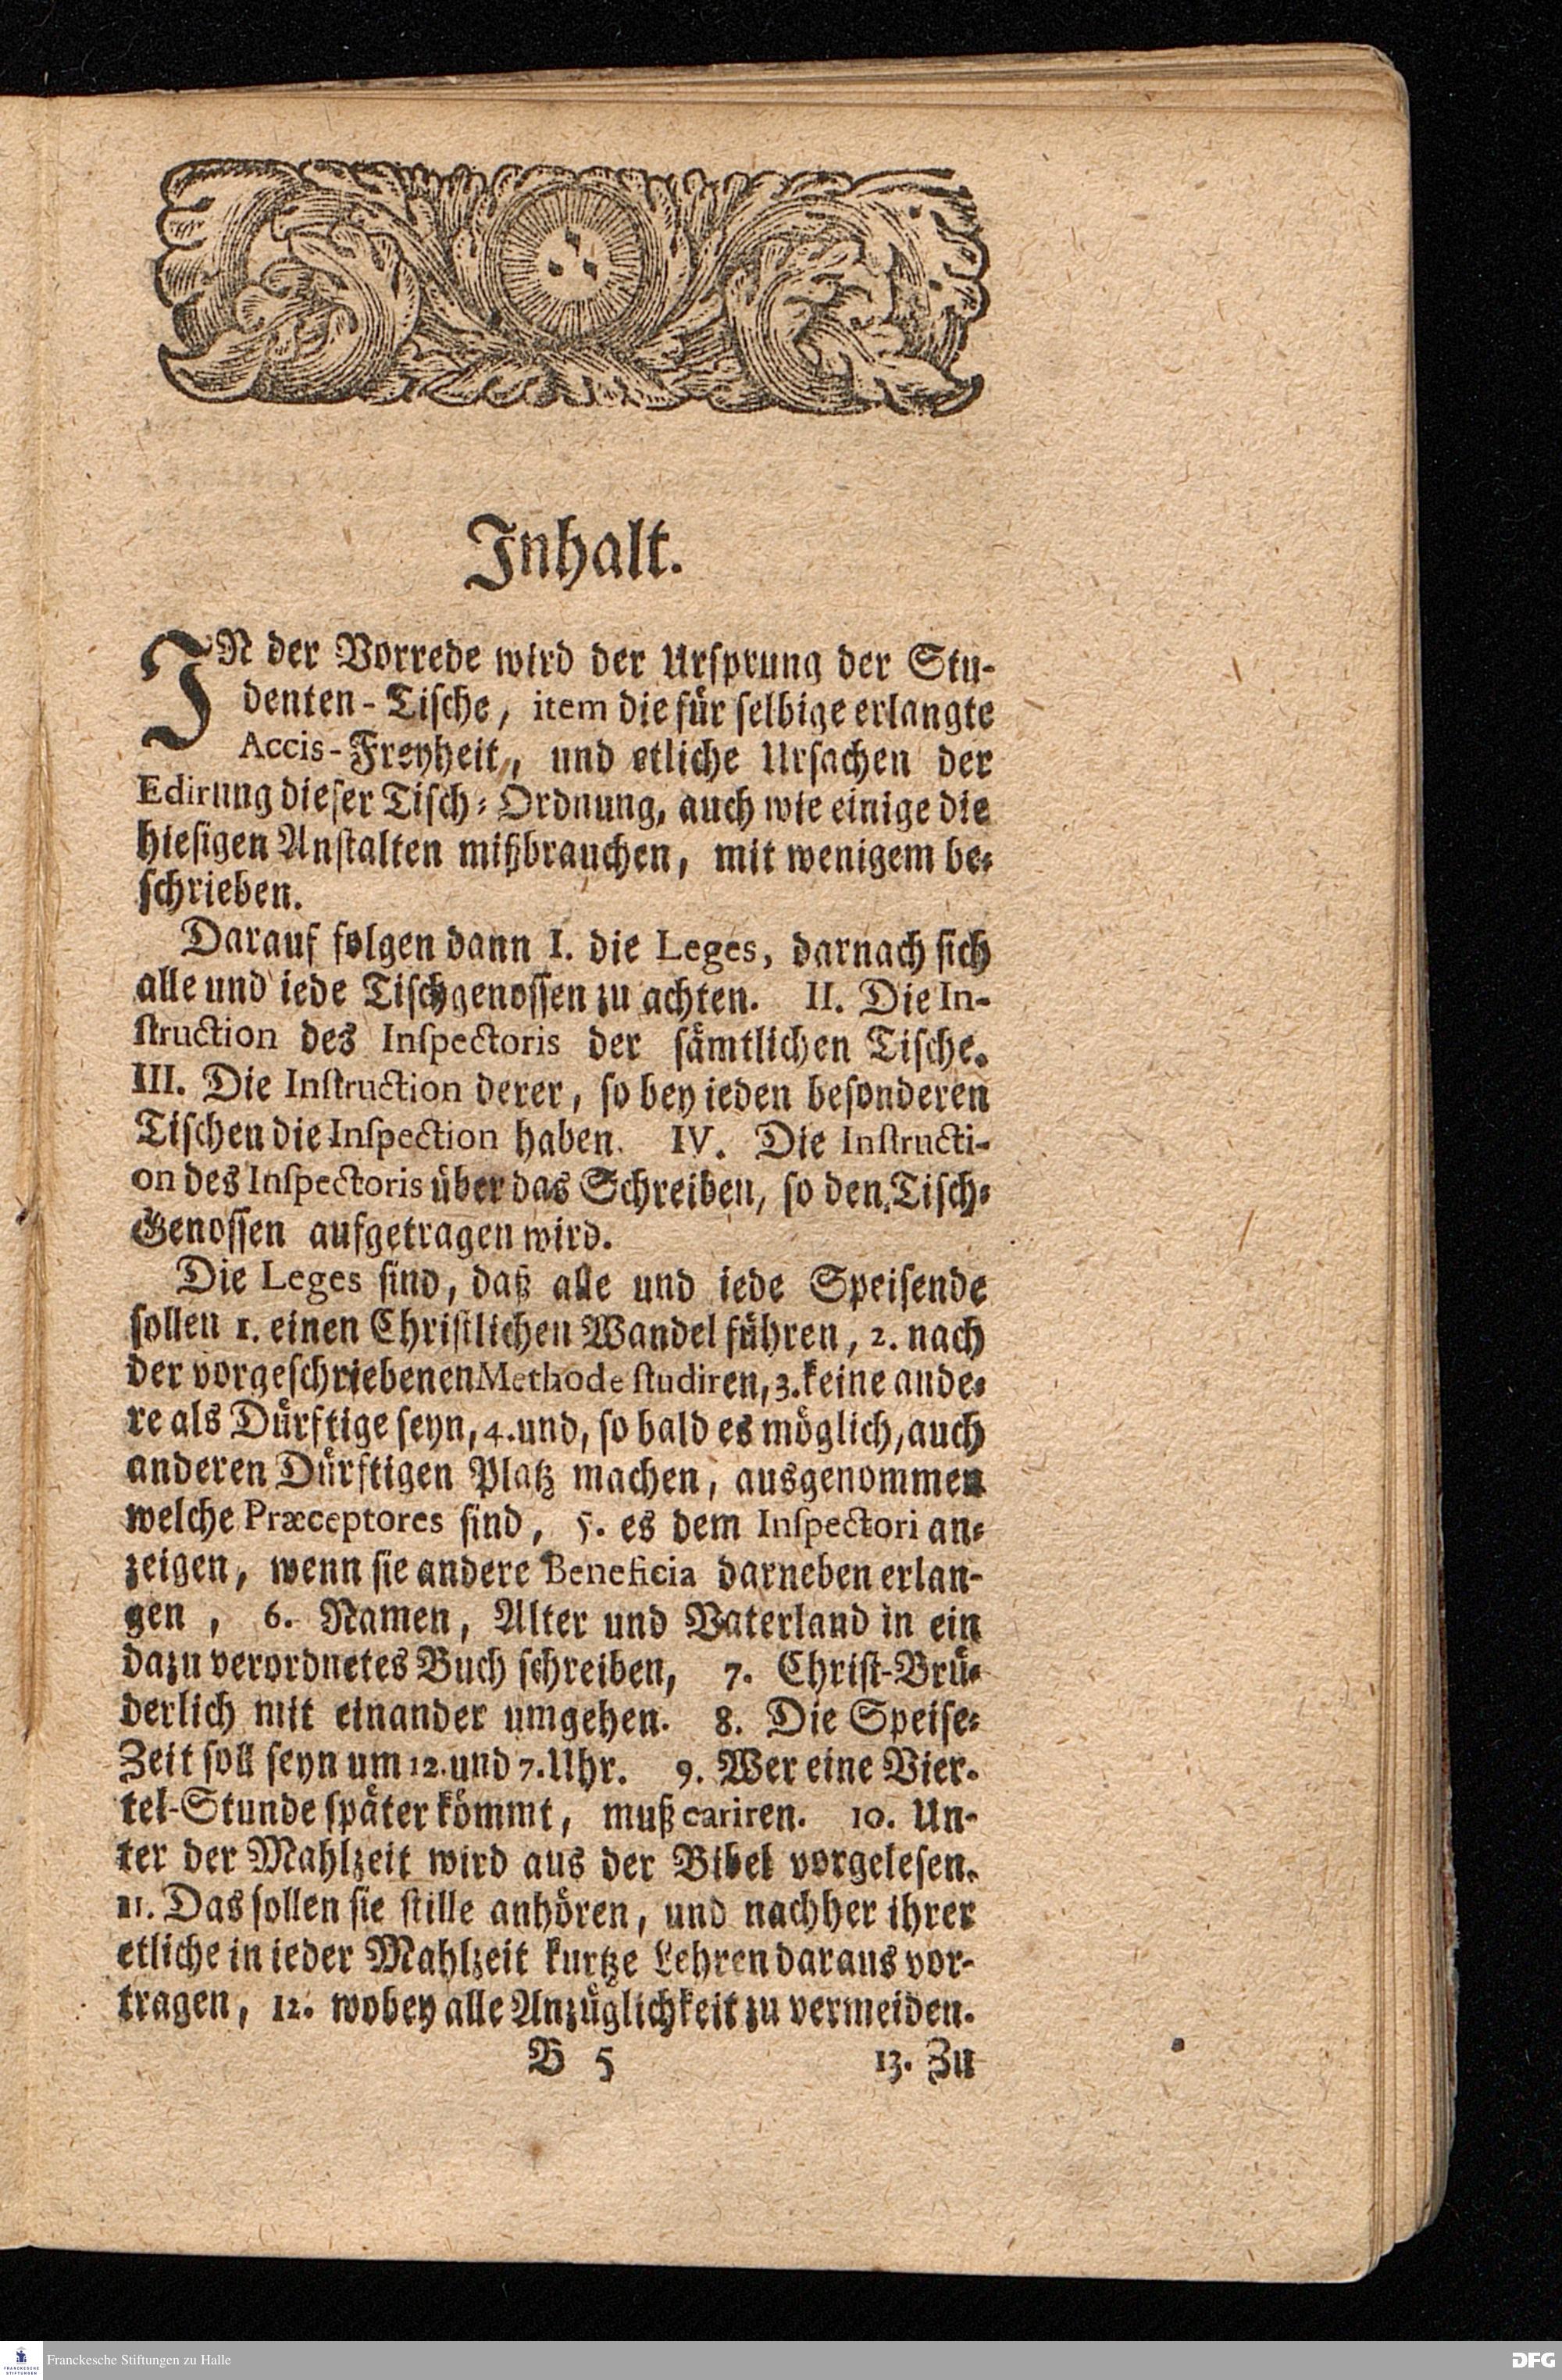 Inhalt.
IN der Vorrede wird der Ursprung der Stu-
denten-Tische, item die für selbige erlangte
Accis-Freyheit, und etliche Ursachen der
Edirung dieser Tisch-Ordnung, auch wie einige die
hiesigen Anstalten mißbrauchen, mit wenigem be-
schrieben.
Darauf folgen dann I. die Leges, darnach sich
alle und iede Tischgenossen zu achten. II. Die In-
struction des Inspectoris der sämtlichen Tische.
III. Die Instruction derer, so bey ieden besonderen
Tischen die Inspection haben. IV. Die Instructi-
on des Inspectoris über das Schreiben, so den Tisch-
Genossen aufgetragen wird.
Die Leges sind, daß alle und iede Speisende
sollen 1. einen Christlichen Wandel führen, 2. nach
der vorgeschriebenen Methode studiren, 3. keine ande-
re als Dürftige seyn, 4. und, so bald es möglich, auch
anderen Dürftigen Platz machen, ausgenommen
welche Præceptores sind, 5. es dem Inspectori an-
zeigen, wenn sie andere Beneficia darneben erlan-
gen, 6. Namen, Alter und Vaterland in ein
dazu verordnetes Buch schreiben, 7. Christ-Brü-
derlich mit einander umgehen. 8. Die Speise-
Zeit soll seyn um 12. und 7. Uhr. 9. Wer eine Vier-
tel-Stunde später kömmt, muß cariren. 10. Un-
ter der Mahlzeit wird aus der Bibel vorgelesen.
11. Das sollen sie stille anhören, und nachher ihrer
etliche in ieder Mahlzeit kurtze Lehren daraus vor-
tragen, 12. wobey alle Anzüglichkeit zu vermeiden.
B 5 13. Zu
FRANCKESCHE STIFTUNGEN
Franckesche Stiftungen zu Halle
DFG